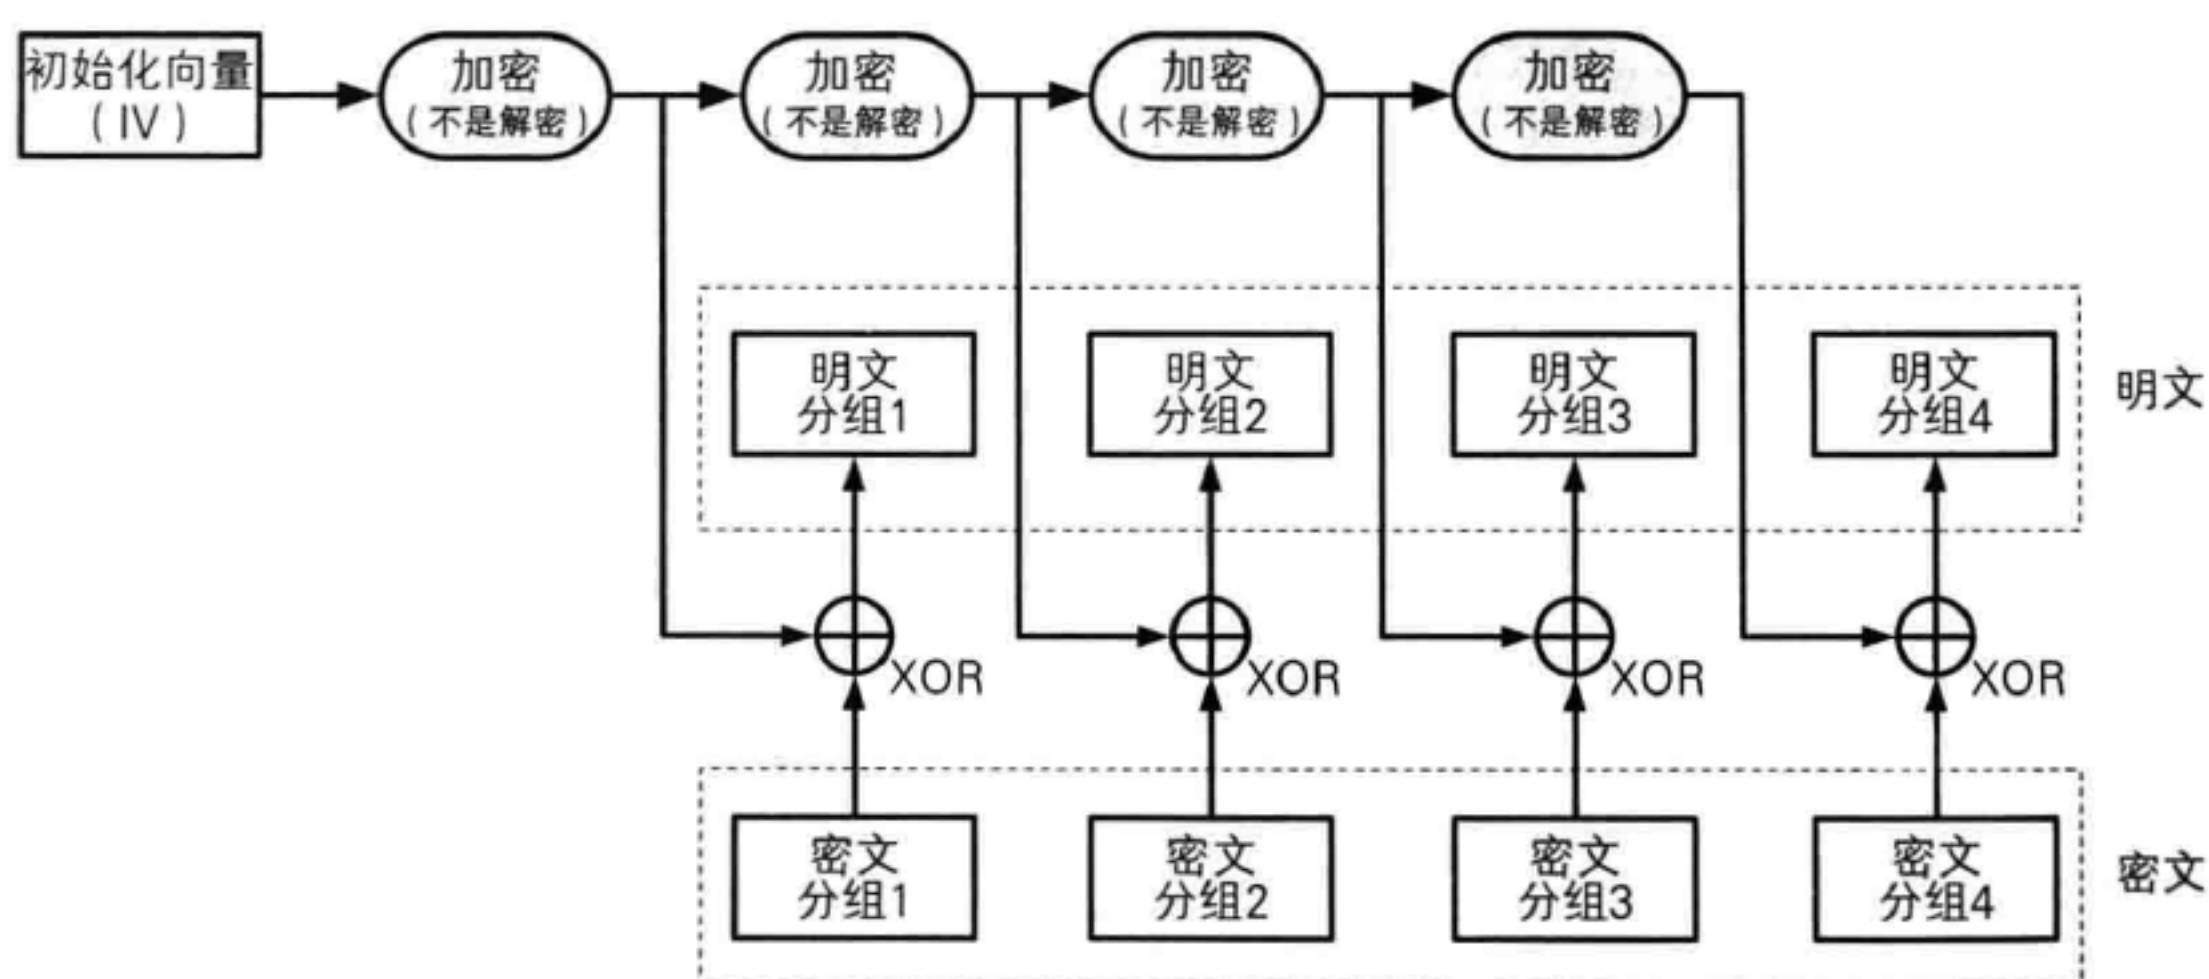 初始化向量
（IV）
加密
（不是解密）
加密
（不是解密）
加密
（不是解密）
加密
（不是解密）
明文
分组1
明文
分组2
明文
分组3
明文
分组4
明文
XOR
XOR
XOR
XOR
密文
分组1
密文
分组2
密文
分组3
密文
分组4
密文